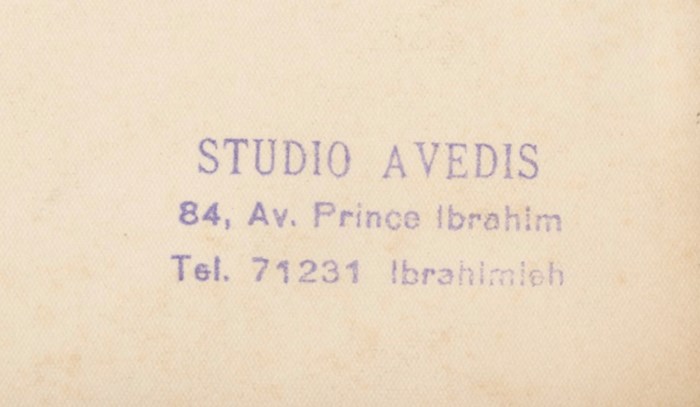 STUDIO AVEDIS
84, Av. Prince Ibrahim
Tel. 71231 Ibrahimieh